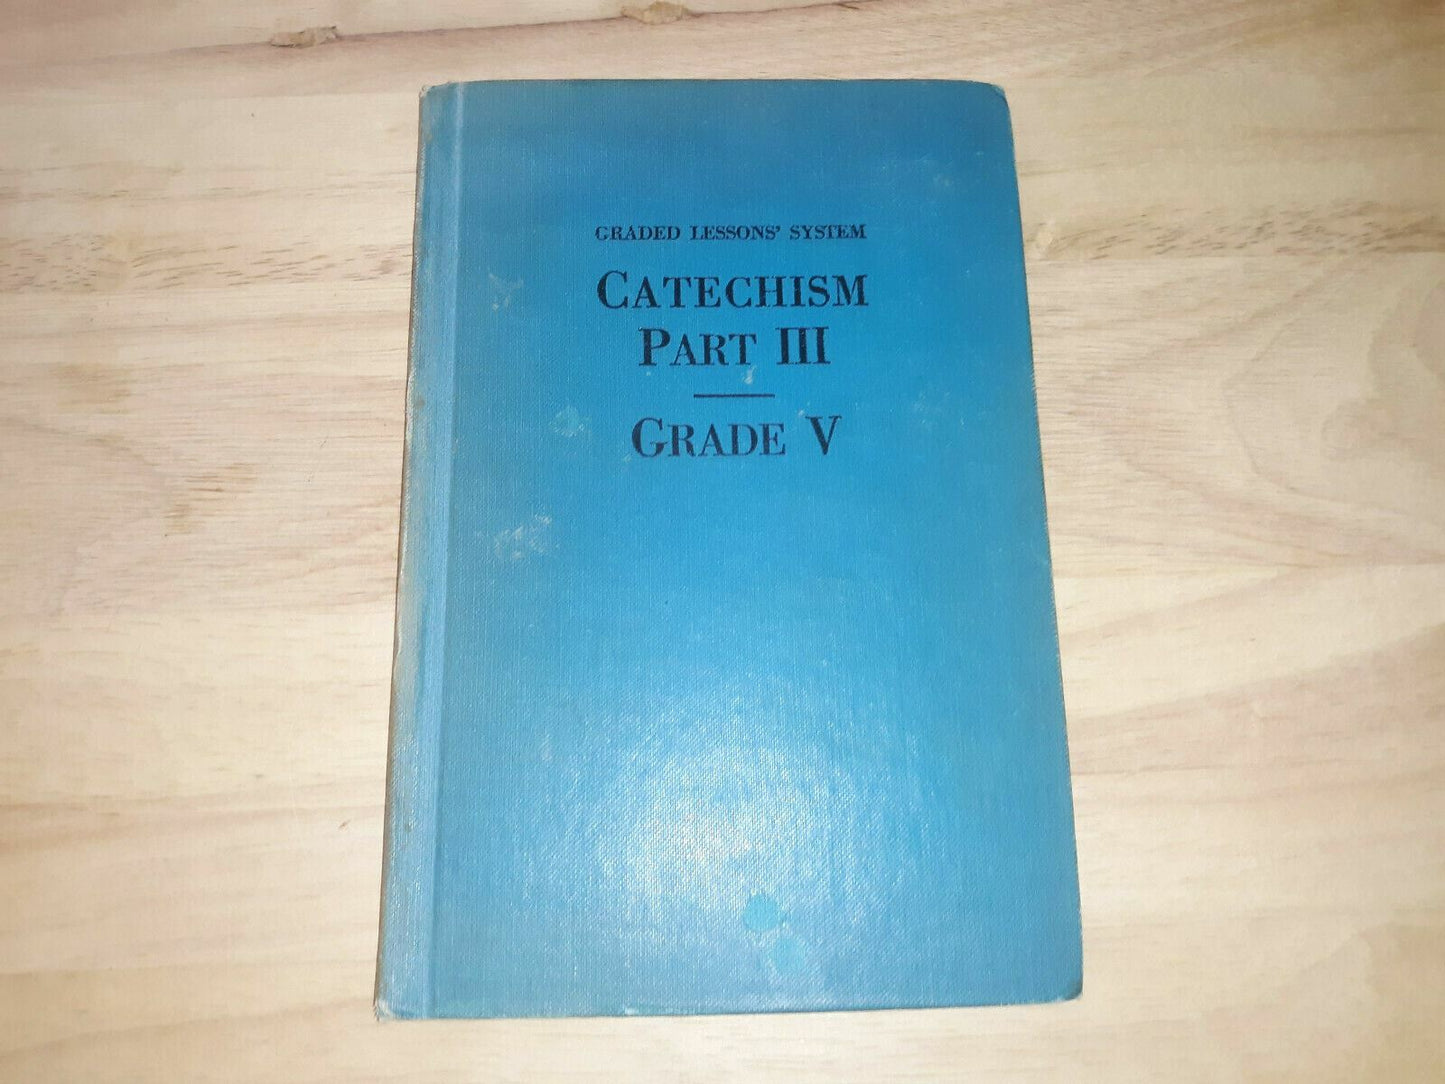 GRADED LESSONS' SYSTEM
CATECHISM
PART III
GRADE V